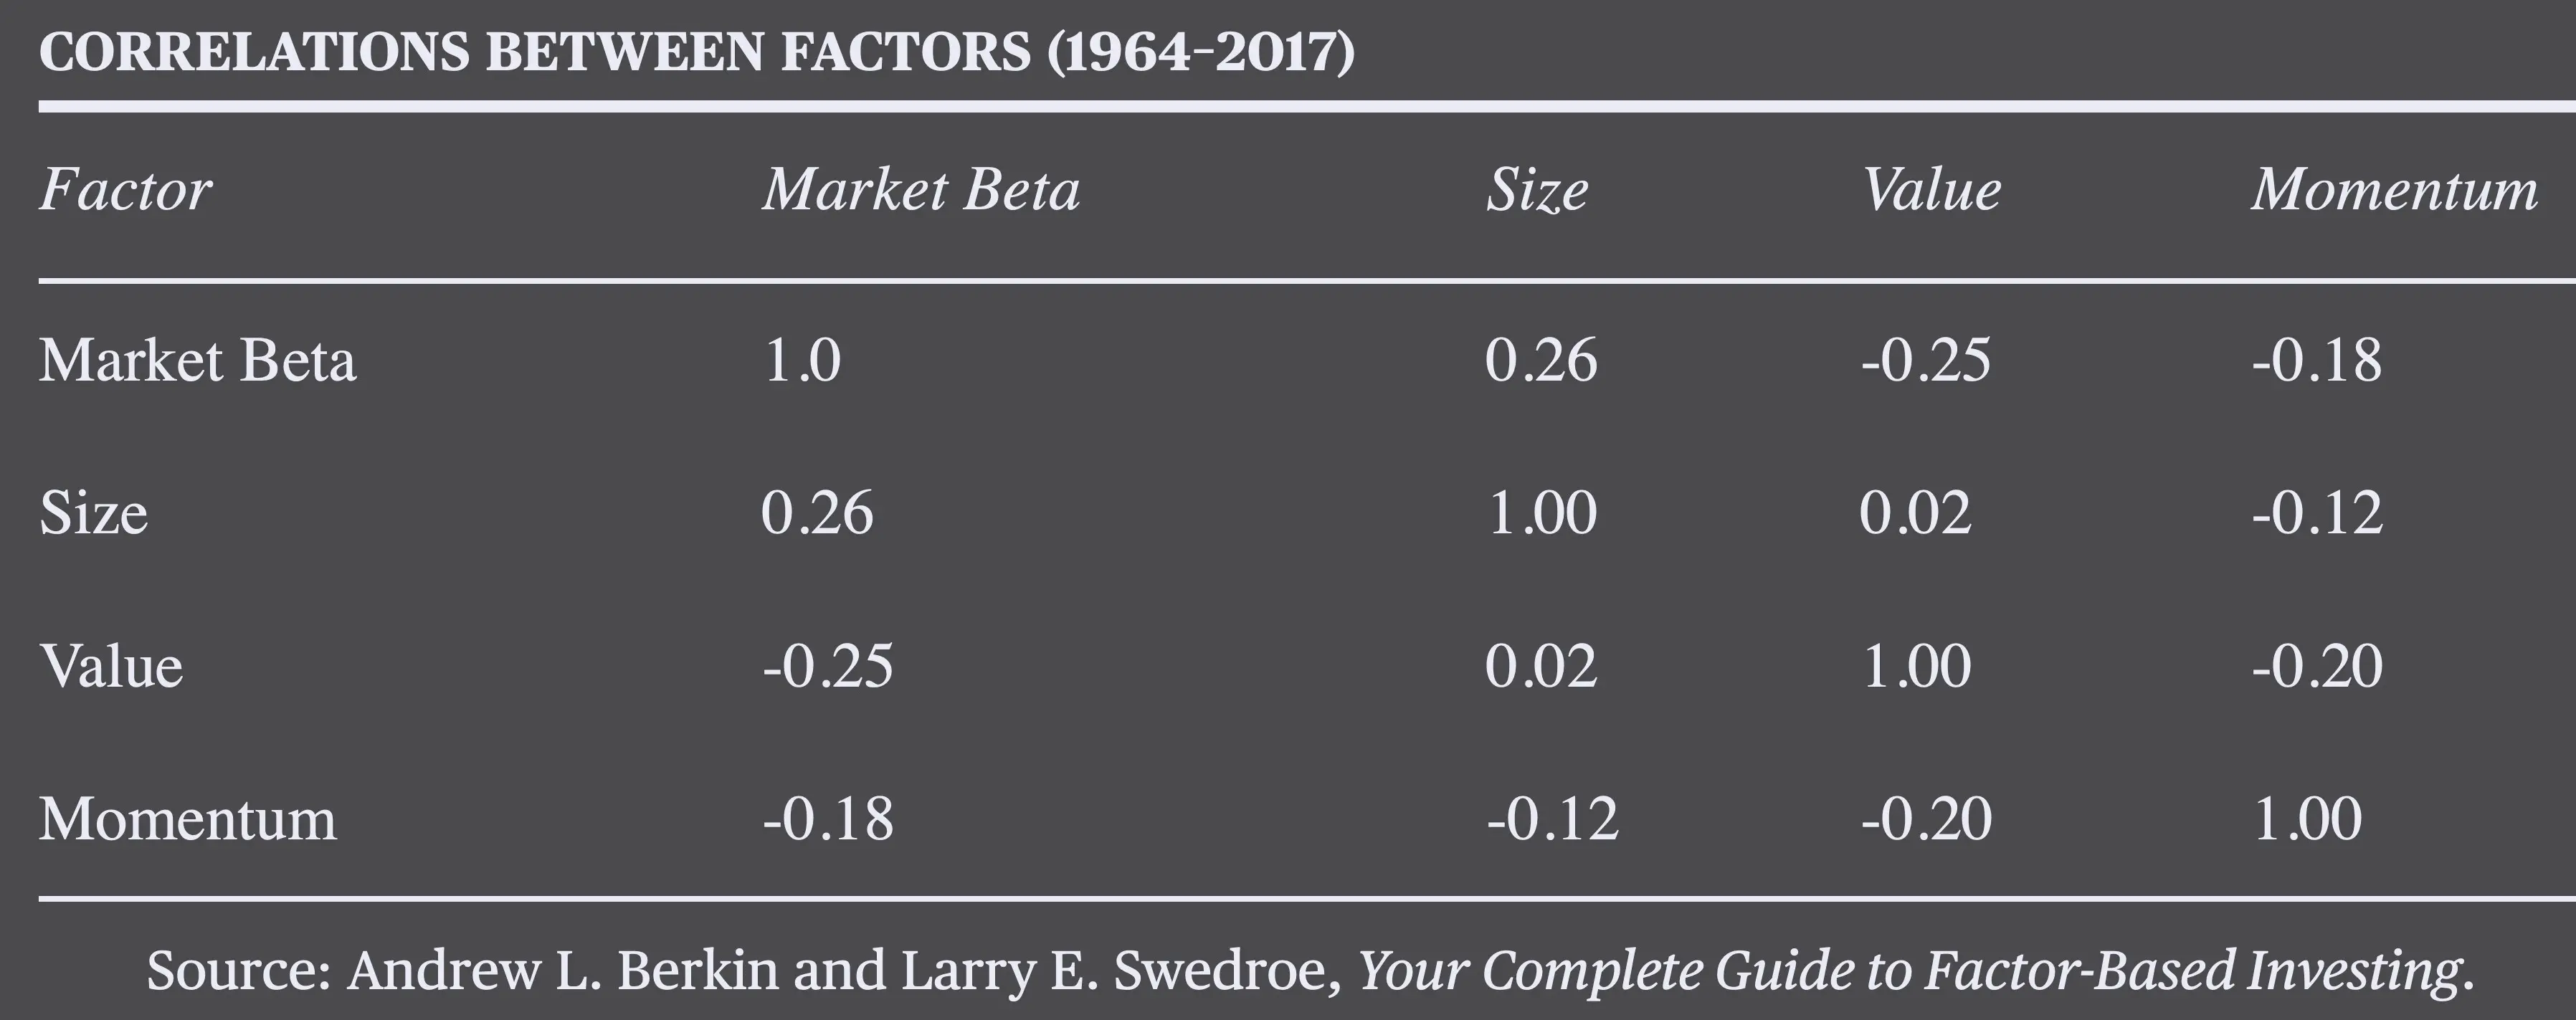 CORRELATIONS BETWEEN FACTORS (1964–2017)
Factor Market Beta Size Value Momentum
Market Beta 1.0 0.26 -0.25 -0.18
Size 0.26 1.00 0.02 -0.12
Value -0.25 0.02 1.00 -0.20
Momentum -0.18 -0.12 -0.20 1.00
Source: Andrew L. Berkin and Larry E. Swedroe, Your Complete Guide to Factor-Based Investing.